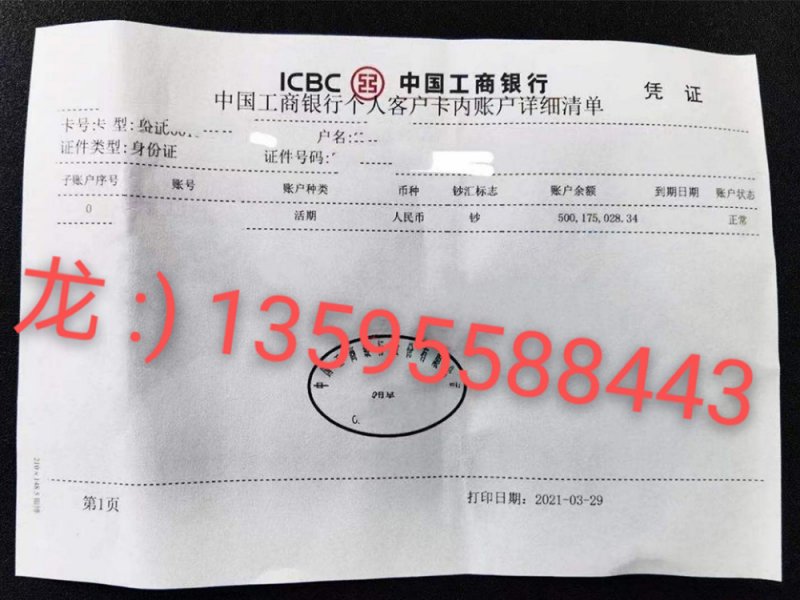 ICBC 中国工商银行
凭 证
中国工商银行个人客户卡内账户详细清单
卡号:卡 型:
户名:
证件类型:身份证
证件号码:
子账户序号 账号 账户种类 币种 钞汇标志 账户余额 到期日期 账户状态
0 活期 人民币 钞 500,175,028.34 正常
龙 :) 13595588443
第1页
打印日期: 2021-03-29